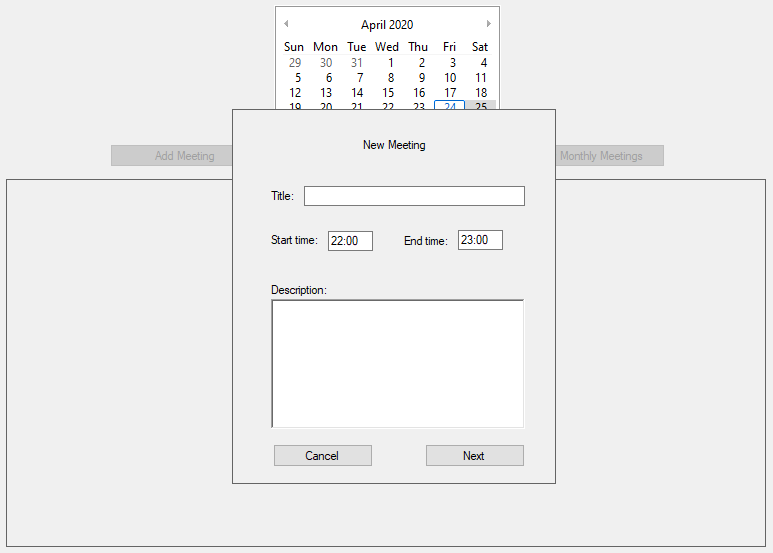 April 2020
Sun Mon Tue Wed Thu Fri Sat
29 30 31 1 2 3 4
5 6 7 8 9 10 11
12 13 14 15 16 17 18
19 20 21 22 23 24 25
New Meeting
Add Meeting
Monthly Meetings
Title:
Start time: 22:00 End time: 23:00
Description:
Cancel Next